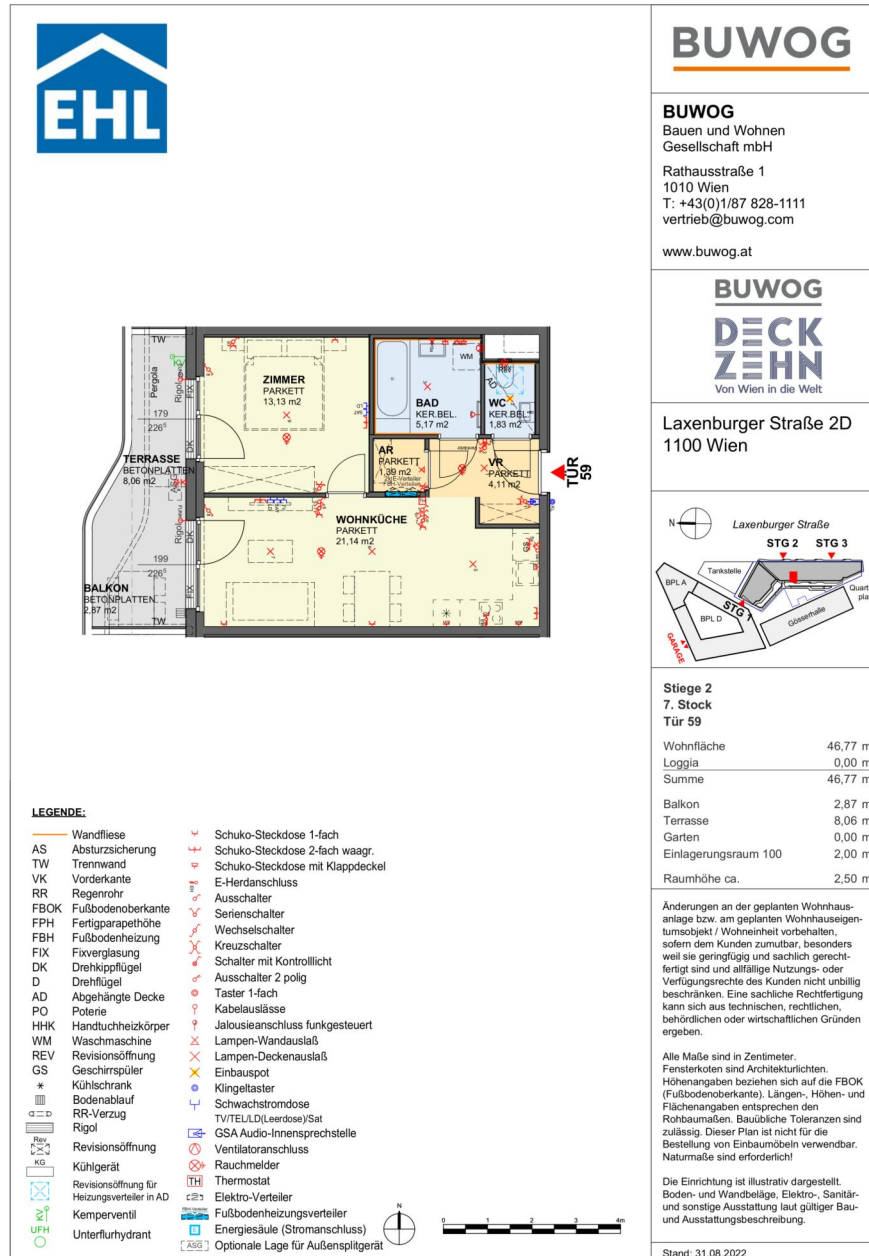 EHL
BUWOG
BUWOG
Bauen und Wohnen
Gesellschaft mbH
Rathausstraße 1
1010 Wien
T: +43(0)1/87 828-1111
vertrieb@buwog.com
www.buwog.at
BUWOG
DECK
ZEHN
Von Wien in die Welt
Laxenburger Straße 2D
1100 Wien
N
Laxenburger Straße
STG 2 STG 3
Tankstelle
BPL A
STG 1
BPL D
Gösserhalle
GARAGE
Stiege 2
7. Stock
Tür 59
Wohnfläche 46,77 m
Loggia 0,00 m
Summe 46,77 m
Balkon 2,87 m
Terrasse 8,06 m
Garten 0,00 m
Einlagerungsraum 100 2,00 m
Raumhöhe ca. 2,50 m
Änderungen an der geplanten Wohnhaus-
anlage bzw. am geplanten Wohnhauseigen-
tumsobjekt / Wohneinheit vorbehalten,
sofern dem Kunden zumutbar, besonders
weil sie geringfügig und sachlich gerecht-
fertigt sind und allfällige Nutzungs- oder
Verfügungsrechte des Kunden nicht unbillig
beschränken. Eine sachliche Rechtfertigung
kann sich aus technischen, rechtlichen,
behördlichen oder wirtschaftlichen Gründen
ergeben.
Alle Maße sind in Zentimeter.
Fensterkoten sind Architekturlichten.
Höhenangaben beziehen sich auf die FBOK
(Fußbodenoberkante). Längen-, Höhen- und
Flächenangaben entsprechen den
Rohbaumaßen. Bauübliche Toleranzen sind
zulässig. Dieser Plan ist nicht für die
Bestellung von Einbaumöbeln verwendbar.
Naturmaße sind erforderlich!
Die Einrichtung ist illustrativ dargestellt.
Boden- und Wandbeläge, Elektro-, Sanitär-
und sonstige Ausstattung laut gültiger Bau-
und Ausstattungsbeschreibung.
Stand: 31.08.2022
TW
KV
Pergola
Rigol
FIX
179
226⁵
DK
TERRASSE
BETONPLATTEN
8,06 m2
ASG
Rigol
DK
199
226⁵
FIX
BALKON
BETONPLATTEN
2,87 m2
TW
ZIMMER
PARKETT
13,13 m2
BAD
KER.BEL.
5,17 m2
WM
AD
WC
KER.BEL.
1,83 m2
AR
PARKETT
1,39 m2
E-Verteiler
FBH-Verteiler
VR
PARKETT
4,11 m2
TÜR
59
WOHNKÜCHE
PARKETT
21,14 m2
GS
LEGENDE:
Wandfliese
AS Absturzsicherung
TW Trennwand
VK Vorderkante
RR Regenrohr
FBOK Fußbodenoberkante
FPH Fertigparapethöhe
FBH Fußbodenheizung
FIX Fixverglasung
DK Drehkippflügel
D Drehflügel
AD Abgehängte Decke
PO Poterie
HHK Handtuchheizkörper
WM Waschmaschine
REV Revisionsöffnung
GS Geschirrspüler
* Kühlschrank
Bodenablauf
RR-Verzug
Rigol
Rev Revisionsöffnung
KG Kühlgerät
Revisionsöffnung für
Heizungsverteiler in AD
KV Kemperventil
UFH Unterflurhydrant
Schuko-Steckdose 1-fach
Schuko-Steckdose 2-fach waagr.
Schuko-Steckdose mit Klappdeckel
E-Herdanschluss
Ausschalter
Serienschalter
Wechselschalter
Kreuzschalter
Schalter mit Kontrolllicht
Ausschalter 2 polig
Taster 1-fach
Kabelauslässe
Jalousieanschluss funkgesteuert
Lampen-Wandauslaß
Lampen-Deckenauslaß
Einbauspot
Klingeltaster
Schwachstromdose
TV/TEL/LD(Leerdose)/Sat
GSA Audio-Innensprechstelle
Ventilatoranschluss
Rauchmelder
TH Thermostat
Elektro-Verteiler
FBH-Verteiler Fußbodenheizungsverteiler
E Energiesäule (Stromanschluss)
ASG Optionale Lage für Außensplitgerät
N
0 1 2 3 4m